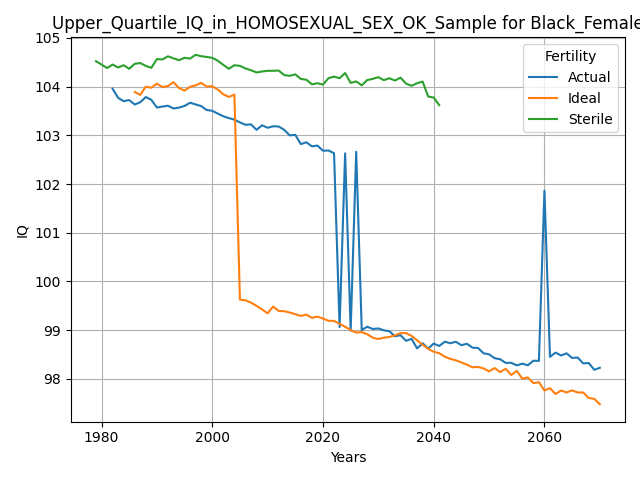 Upper_Quartile_IQ_in_HOMOSEXUAL_SEX_OK_Sample for Black_Female
105
104
103
102
101
100
99
98
IQ
1980
2000
2020
2040
2060
Years
Fertility
Actual
Ideal
Sterile